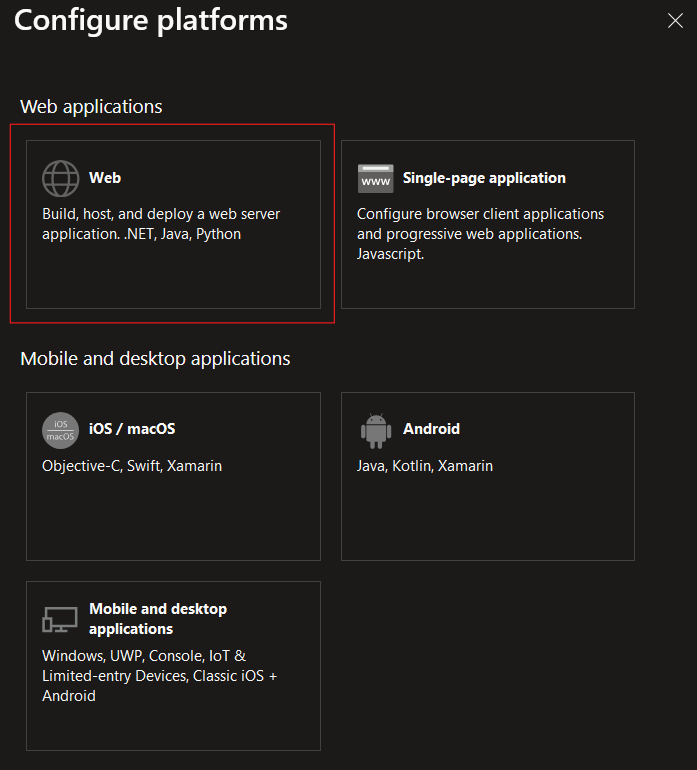 Configure platforms
Web applications
Web
Build, host, and deploy a web server
application. .NET, Java, Python
WWW
Single-page application
Configure browser client applications
and progressive web applications.
Javascript.
Mobile and desktop applications
iOS
macOS
iOS / macOS
Objective-C, Swift, Xamarin
Android
Java, Kotlin, Xamarin
Mobile and desktop
applications
Windows, UWP, Console, IoT &
Limited-entry Devices, Classic iOS +
Android